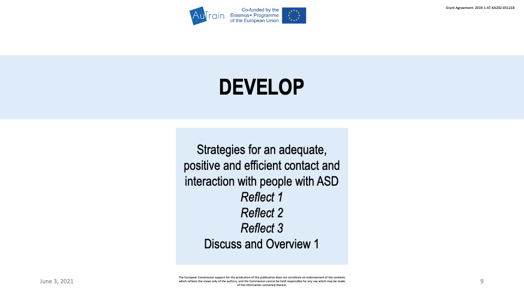 Grant Agreement: 2019-1-AT-KA202-051218
AuTrain
Co-funded by the
Erasmus+ Programme
of the European Union
DEVELOP
Strategies for an adequate,
positive and efficient contact and
interaction with people with ASD
Reflect 1
Reflect 2
Reflect 3
Discuss and Overview 1
June 3, 2021
The European Commission support for the production of this publication does not constitute an endorsement of the contents
which reflects the views only of the authors, and the Commission cannot be held responsible for any use which may be made
of the information contained therein.
9